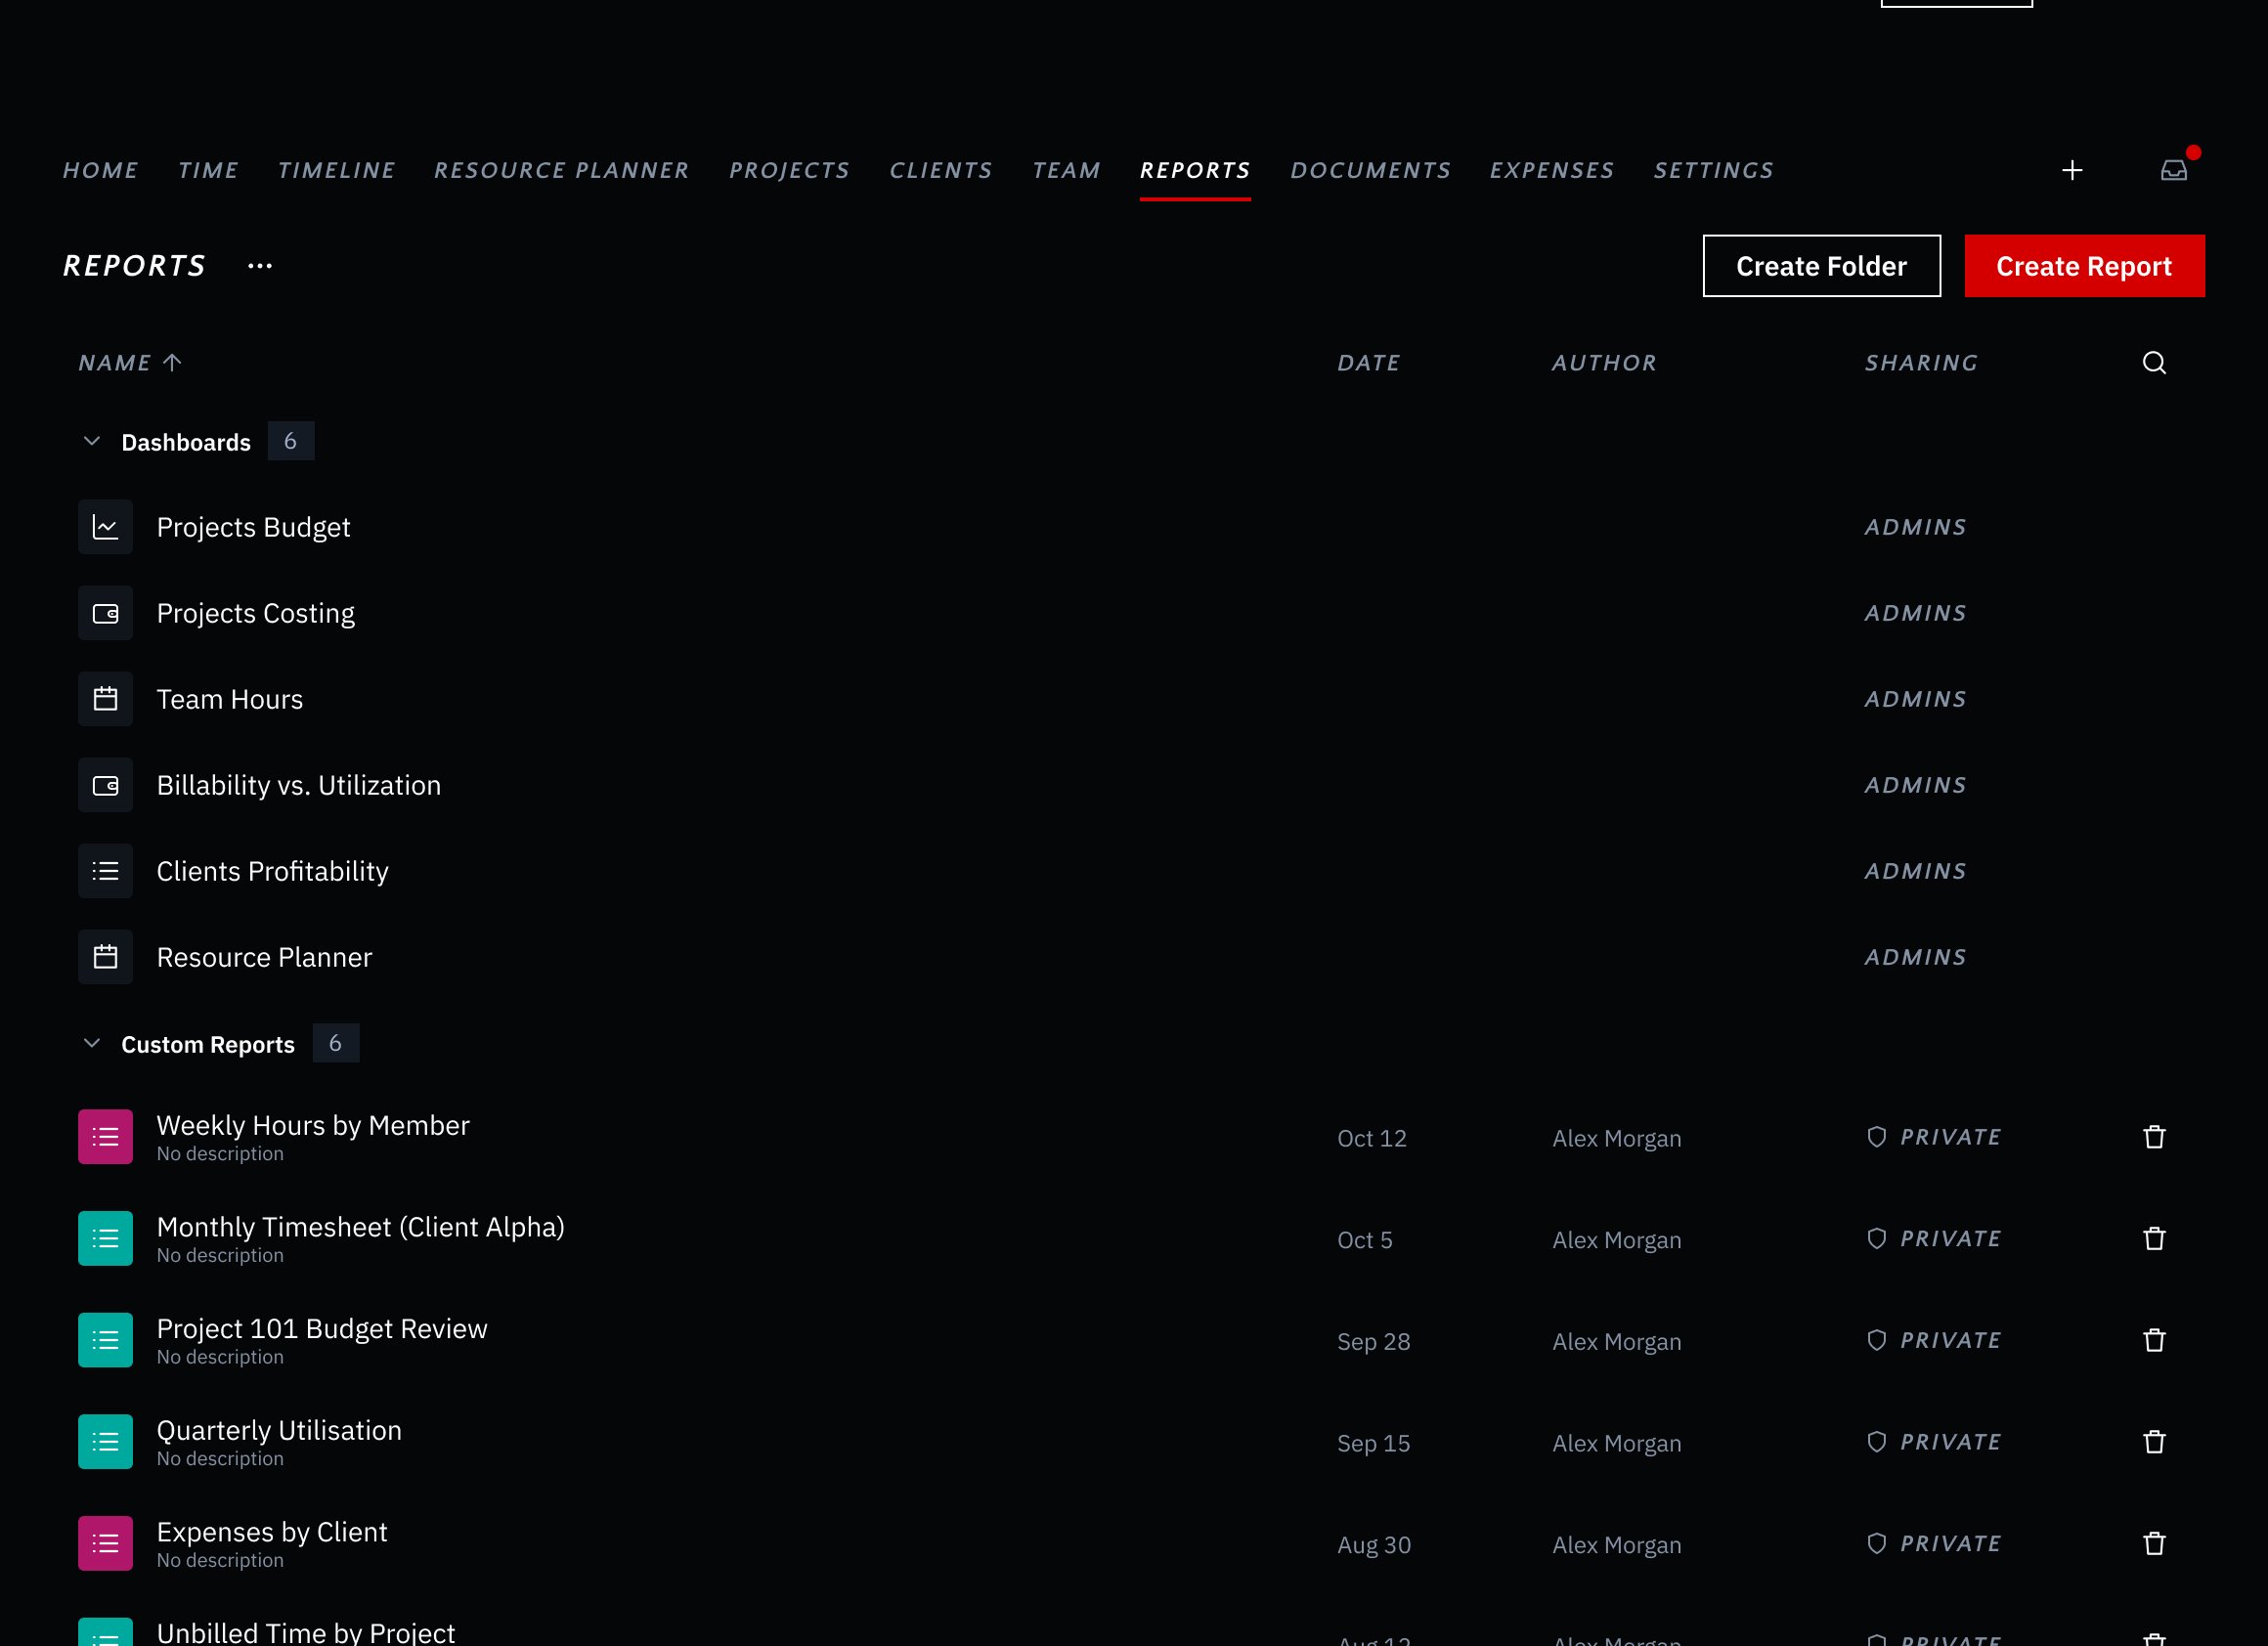 HOME TIME TIMELINE RESOURCE PLANNER PROJECTS CLIENTS TEAM REPORTS DOCUMENTS EXPENSES SETTINGS
REPORTS ... Create Folder Create Report
NAME DATE AUTHOR SHARING
Dashboards 6
Projects Budget ADMINS
Projects Costing ADMINS
Team Hours ADMINS
Billability vs. Utilization ADMINS
Clients Profitability ADMINS
Resource Planner ADMINS
Custom Reports 6
Weekly Hours by Member
No description
Oct 12 Alex Morgan PRIVATE
Monthly Timesheet (Client Alpha)
No description
Oct 5 Alex Morgan PRIVATE
Project 101 Budget Review
No description
Sep 28 Alex Morgan PRIVATE
Quarterly Utilisation
No description
Sep 15 Alex Morgan PRIVATE
Expenses by Client
No description
Aug 30 Alex Morgan PRIVATE
Unbilled Time by Project
Aug 12 Alex Morgan PRIVATE